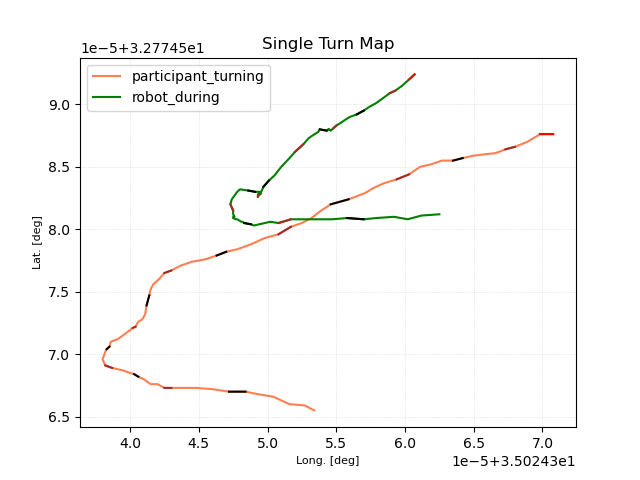 Single Turn Map
1e−5+3.27745e1
participant_turning
robot_during
9.0
8.5
8.0
7.5
7.0
6.5
Lat. [deg]
4.0 4.5 5.0 5.5 6.0 6.5 7.0
Long. [deg]
1e−5+3.50243e1